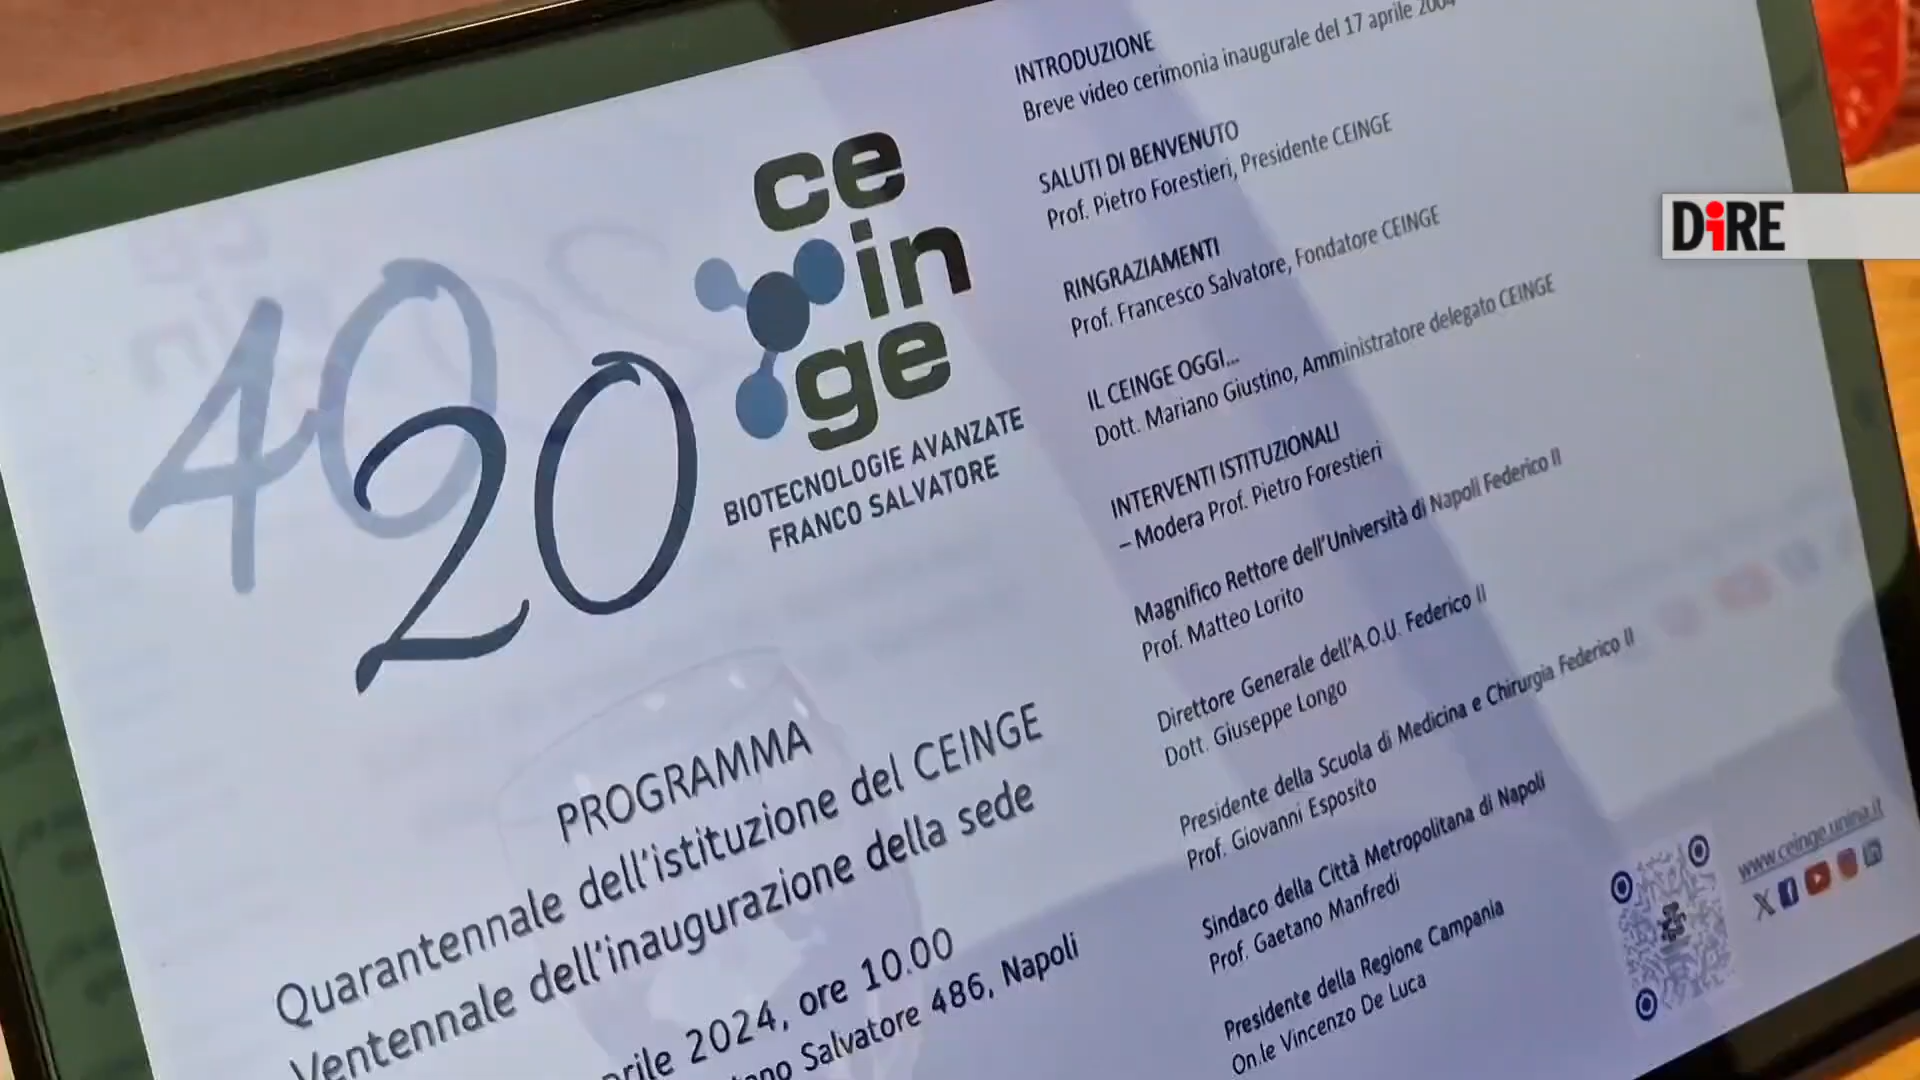 40
20
ce
in
ge
BIOTECNOLOGIE AVANZATE
FRANCO SALVATORE
PROGRAMMA
Quarantennale dell'istituzione del CEINGE
Ventennale dell'inaugurazione della sede
2024, ore 10.00
Salvatore 486, Napoli
INTRODUZIONE
Breve video cerimonia inaugurale del 17 aprile 2004
SALUTI DI BENVENUTO
Prof. Pietro Forestieri, Presidente CEINGE
RINGRAZIAMENTI
Prof. Francesco Salvatore, Fondatore CEINGE
IL CEINGE OGGI...
Dott. Mariano Giustino, Amministratore delegato CEINGE
INTERVENTI ISTITUZIONALI
– Modera Prof. Pietro Forestieri
Magnifico Rettore dell'Università di Napoli Federico II
Prof. Matteo Lorito
Direttore Generale dell'A.O.U. Federico II
Dott. Giuseppe Longo
Presidente della Scuola di Medicina e Chirurgia Federico II
Prof. Giovanni Esposito
Sindaco della Città Metropolitana di Napoli
Prof. Gaetano Manfredi
Presidente della Regione Campania
On.le Vincenzo De Luca
www.ceinge.unina.it
DiRE